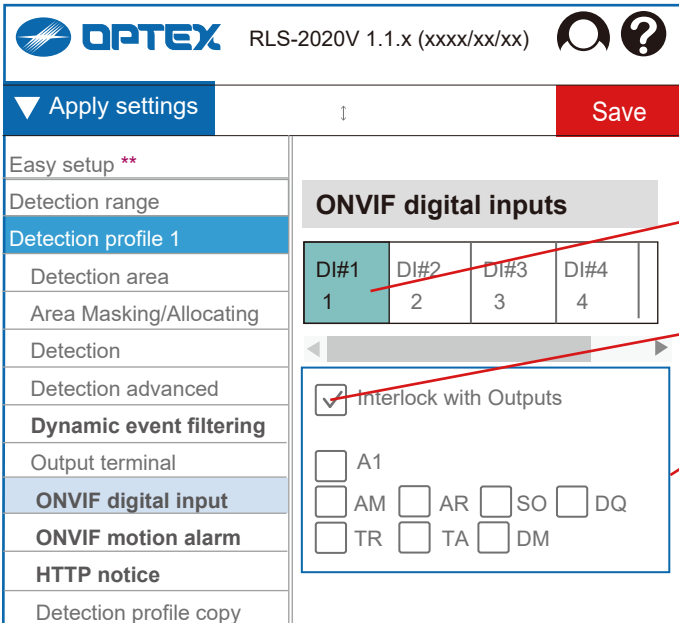 OPTEX RLS-2020V 1.1.x (xxxx/xx/xx) ?
▼ Apply settings ↕ Save
Easy setup **
Detection range
Detection profile 1
Detection area
Area Masking/Allocating
Detection
Detection advanced
Dynamic event filtering
Output terminal
ONVIF digital input
ONVIF motion alarm
HTTP notice
Detection profile copy
ONVIF digital inputs
DI#1 DI#2 DI#3 DI#4
1 2 3 4
Interlock with Outputs
A1
AM AR SO DQ
TR TA DM